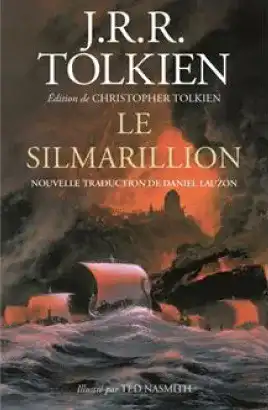 J.R.R.
TOLKIEN
Édition de CHRISTOPHER TOLKIEN
LE
SILMARILLION
NOUVELLE TRADUCTION DE DANIEL LAUZON
Illustré par TED NASMITH